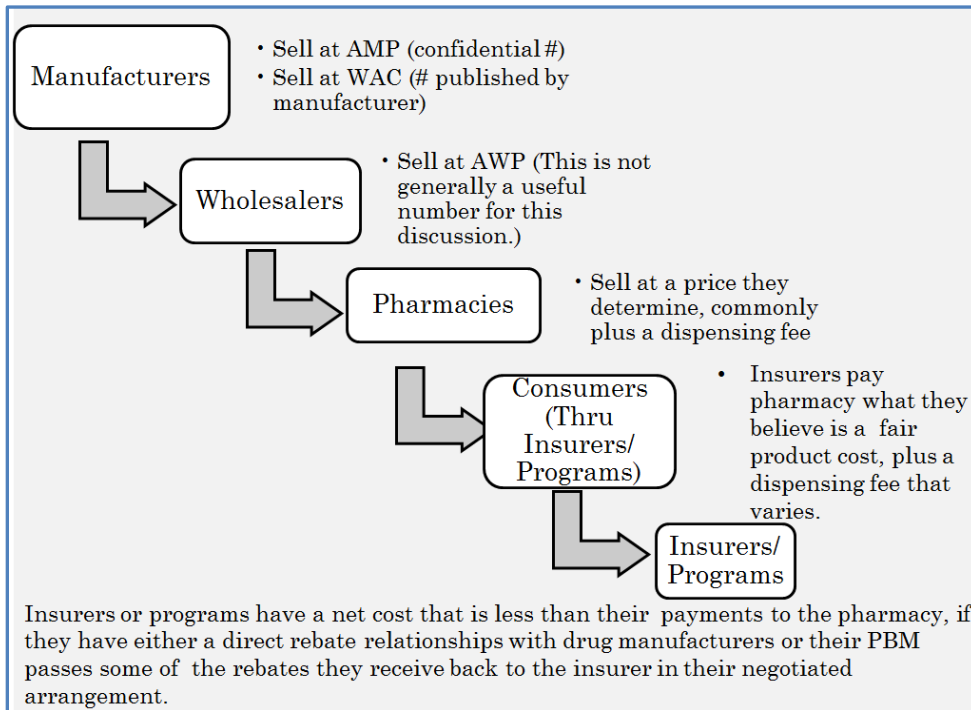 Manufacturers
• Sell at AMP (confidential #)
• Sell at WAC (# published by
manufacturer)
Wholesalers
• Sell at AWP (This is not
generally a useful
number for this
discussion.)
Pharmacies
• Sell at a price they
determine, commonly
plus a dispensing fee
Consumers
(Thru
Insurers/
Programs)
• Insurers pay
pharmacy what they
believe is a fair
product cost, plus a
dispensing fee that
varies.
Insurers/
Programs
Insurers or programs have a net cost that is less than their payments to the pharmacy, if
they have either a direct rebate relationships with drug manufacturers or their PBM
passes some of the rebates they receive back to the insurer in their negotiated
arrangement.